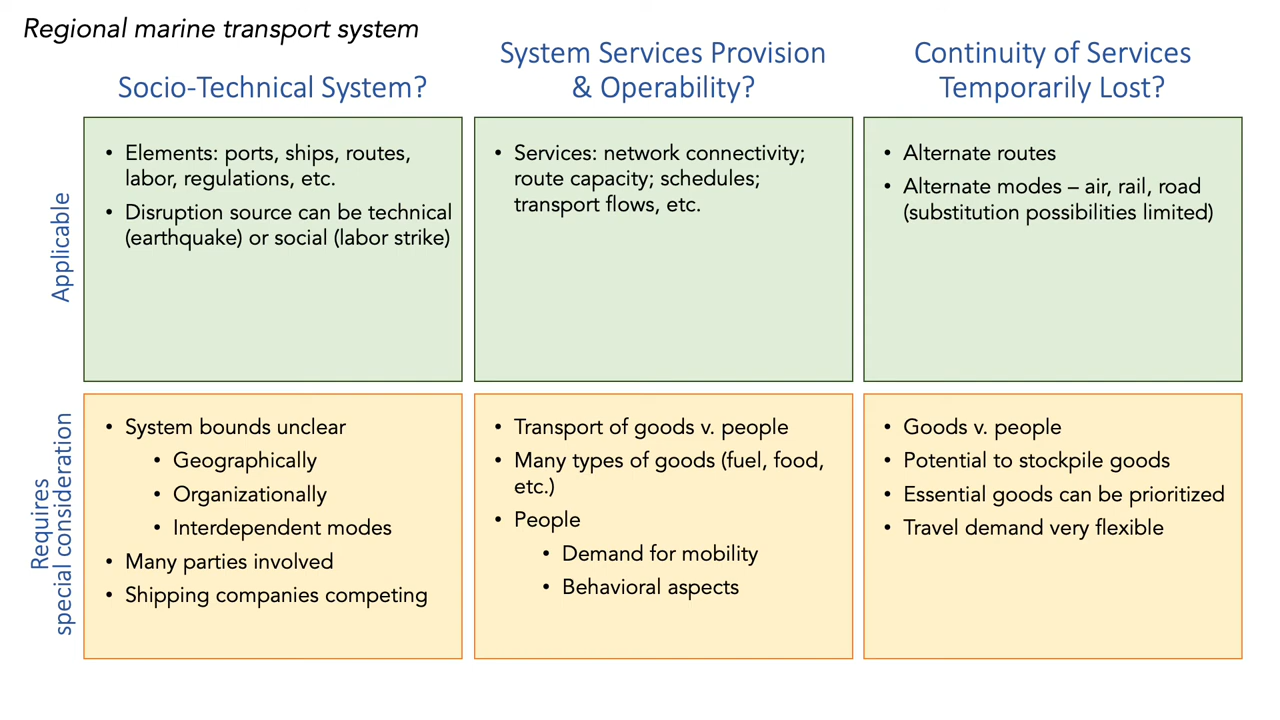 Regional marine transport system
Socio-Technical System?
System Services Provision
& Operability?
Continuity of Services
Temporarily Lost?
Applicable
• Elements: ports, ships, routes,
labor, regulations, etc.
• Disruption source can be technical
(earthquake) or social (labor strike)
• Services: network connectivity;
route capacity; schedules;
transport flows, etc.
• Alternate routes
• Alternate modes – air, rail, road
(substitution possibilities limited)
Requires
special consideration
• System bounds unclear
• Geographically
• Organizationally
• Interdependent modes
• Many parties involved
• Shipping companies competing
• Transport of goods v. people
• Many types of goods (fuel, food,
etc.)
• People
• Demand for mobility
• Behavioral aspects
• Goods v. people
• Potential to stockpile goods
• Essential goods can be prioritized
• Travel demand very flexible